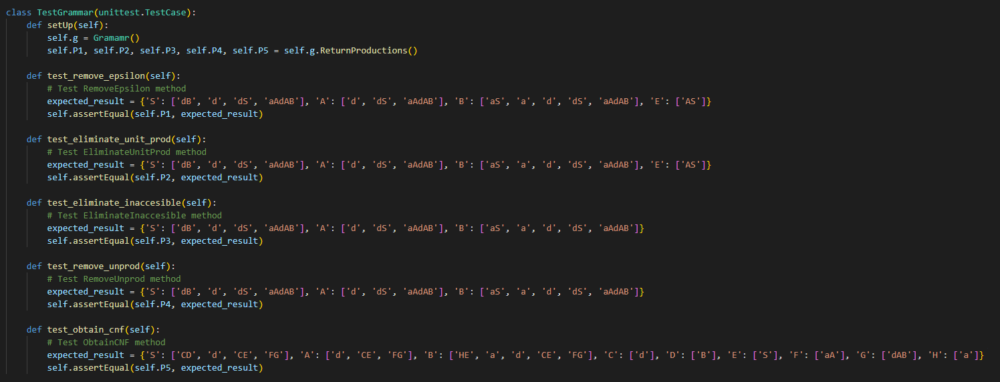 class TestGrammar(unittest.TestCase):
    def setUp(self):
        self.g = Gramamr()
        self.P1, self.P2, self.P3, self.P4, self.P5 = self.g.ReturnProductions()

    def test_remove_epsilon(self):
        # Test RemoveEpsilon method
        expected_result = {'S': ['dB', 'd', 'dS', 'aAdAB'], 'A': ['d', 'dS', 'aAdAB'], 'B': ['aS', 'a', 'd', 'dS', 'aAdAB'], 'E': ['AS']}
        self.assertEqual(self.P1, expected_result)

    def test_eliminate_unit_prod(self):
        # Test EliminateUnitProd method
        expected_result = {'S': ['dB', 'd', 'dS', 'aAdAB'], 'A': ['d', 'dS', 'aAdAB'], 'B': ['aS', 'a', 'd', 'dS', 'aAdAB'], 'E': ['AS']}
        self.assertEqual(self.P2, expected_result)

    def test_eliminate_inaccesible(self):
        # Test EliminateInaccesible method
        expected_result = {'S': ['dB', 'd', 'dS', 'aAdAB'], 'A': ['d', 'dS', 'aAdAB'], 'B': ['aS', 'a', 'd', 'dS', 'aAdAB']}
        self.assertEqual(self.P3, expected_result)

    def test_remove_unprod(self):
        # Test RemoveUnprod method
        expected_result = {'S': ['dB', 'd', 'dS', 'aAdAB'], 'A': ['d', 'dS', 'aAdAB'], 'B': ['aS', 'a', 'd', 'dS', 'aAdAB']}
        self.assertEqual(self.P4, expected_result)

    def test_obtain_cnf(self):
        # Test ObtainCNF method
        expected_result = {'S': ['CD', 'd', 'CE', 'FG'], 'A': ['d', 'CE', 'FG'], 'B': ['HE', 'a', 'd', 'CE', 'FG'], 'C': ['d'], 'D': ['B'], 'E': ['S'], 'F': ['aA'], 'G': ['dAB'], 'H': ['a']}
        self.assertEqual(self.P5, expected_result)